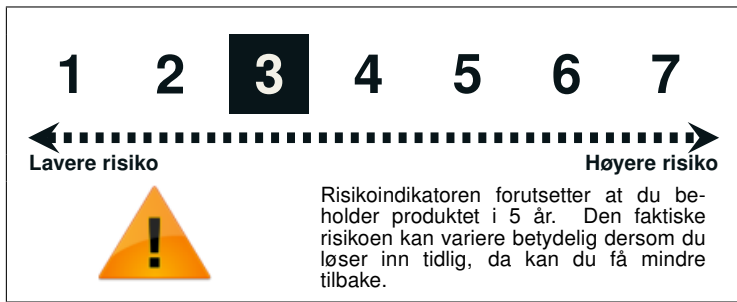 1 2 3 4 5 6 7
Lavere risiko Høyere risiko
Risikoindikatoren forutsetter at du be-
holder produktet i 5 år. Den faktiske
risikoen kan variere betydelig dersom du
løser inn tidlig, da kan du få mindre
tilbake.